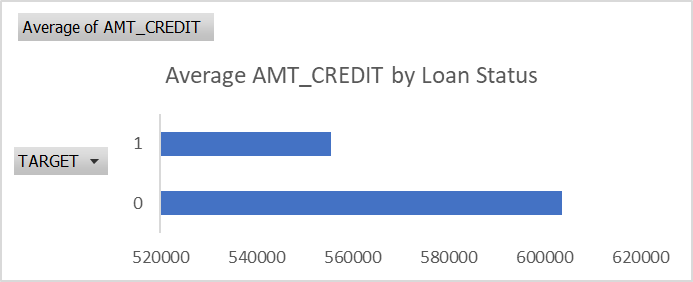 Average of AMT_CREDIT
Average AMT_CREDIT by Loan Status
1
TARGET
0
520000 540000 560000 580000 600000 620000